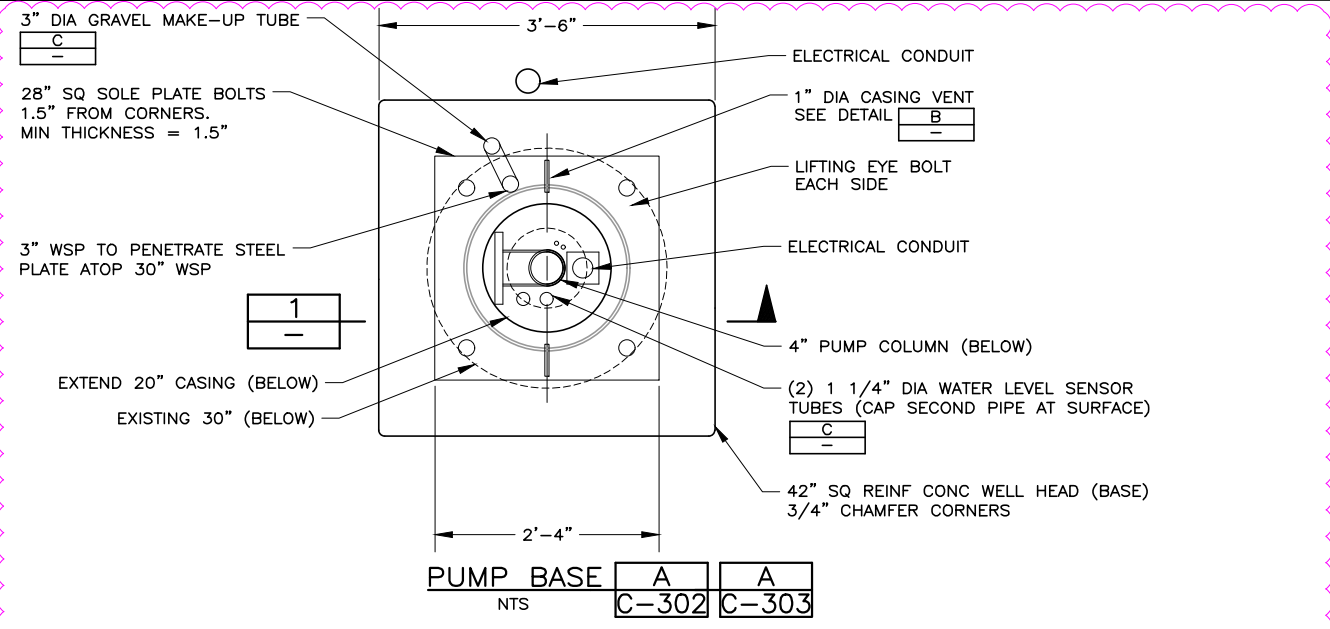 3” DIA GRAVEL MAKE–UP TUBE
C
–
28” SQ SOLE PLATE BOLTS
1.5” FROM CORNERS.
MIN THICKNESS = 1.5”
3” WSP TO PENETRATE STEEL
PLATE ATOP 30” WSP
1
–
EXTEND 20” CASING (BELOW)
EXISTING 30” (BELOW)
3’–6”
ELECTRICAL CONDUIT
1” DIA CASING VENT
SEE DETAIL
B
–
LIFTING EYE BOLT
EACH SIDE
ELECTRICAL CONDUIT
4” PUMP COLUMN (BELOW)
(2) 1 1/4” DIA WATER LEVEL SENSOR
TUBES (CAP SECOND PIPE AT SURFACE)
C
–
42” SQ REINF CONC WELL HEAD (BASE)
3/4” CHAMFER CORNERS
2’–4”
PUMP BASE
NTS
A
C–302
A
C–303